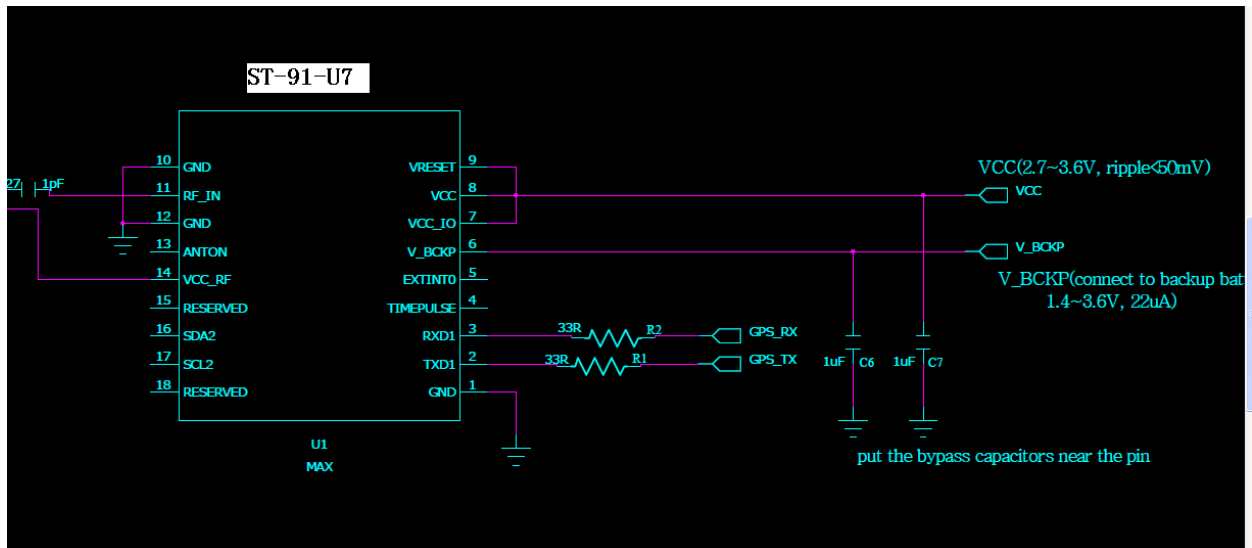 ST-91-U7
10 GND
11 RF_IN
12 GND
13 ANTON
14 VCC_RF
15 RESERVED
16 SDA2
17 SCL2
18 RESERVED
VRESET 9
VCC 8
VCC_IO 7
V_BCKP 6
EXTINT0 5
TIMEPULSE 4
RXD1 3
TXD1 2
GND 1
27 1pF
U1
MAX
33R R2 GPS_RX
33R R1 GPS_TX
VCC(2.7~3.6V, ripple<50mV)
VCC
V_BCKP
V_BCKP(connect to backup bat
1.4~3.6V, 22uA)
1uF C6 1uF C7
put the bypass capacitors near the pin